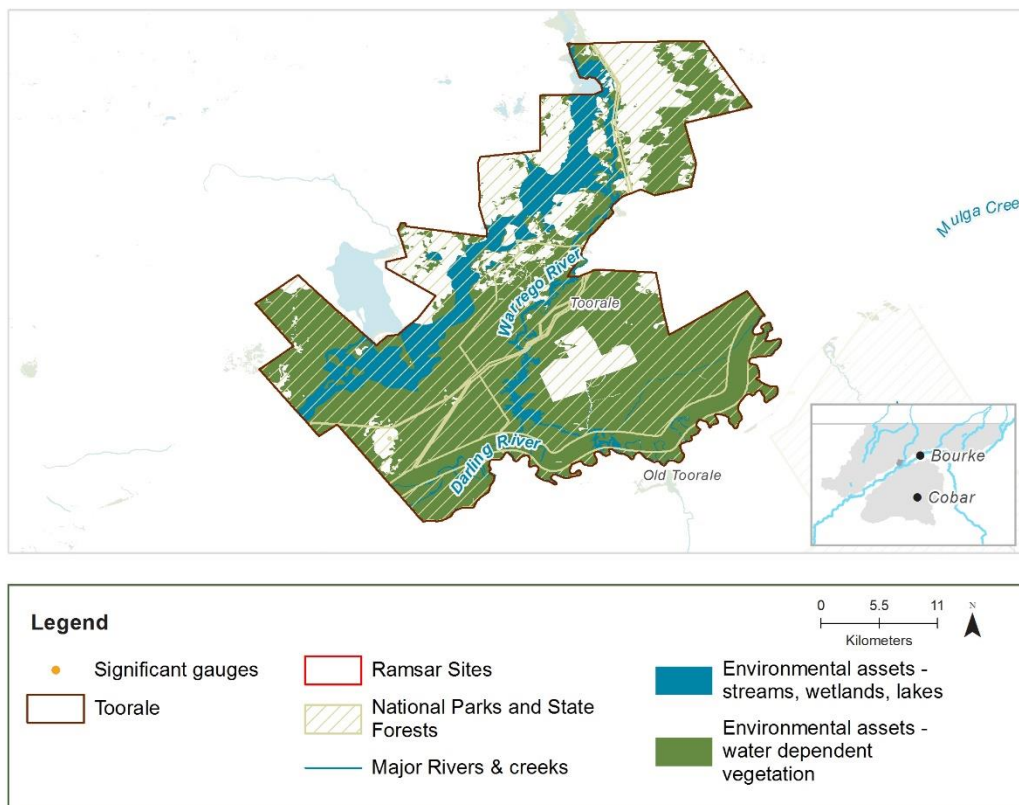 Mulga Cree
Warrego River
Toorale
Darling River
Old Toorale
Bourke
Cobar
Legend
0 5.5 11
Kilometers
N
Significant gauges
Toorale
Ramsar Sites
National Parks and State
Forests
Major Rivers & creeks
Environmental assets -
streams, wetlands, lakes
Environmental assets -
water dependent
vegetation